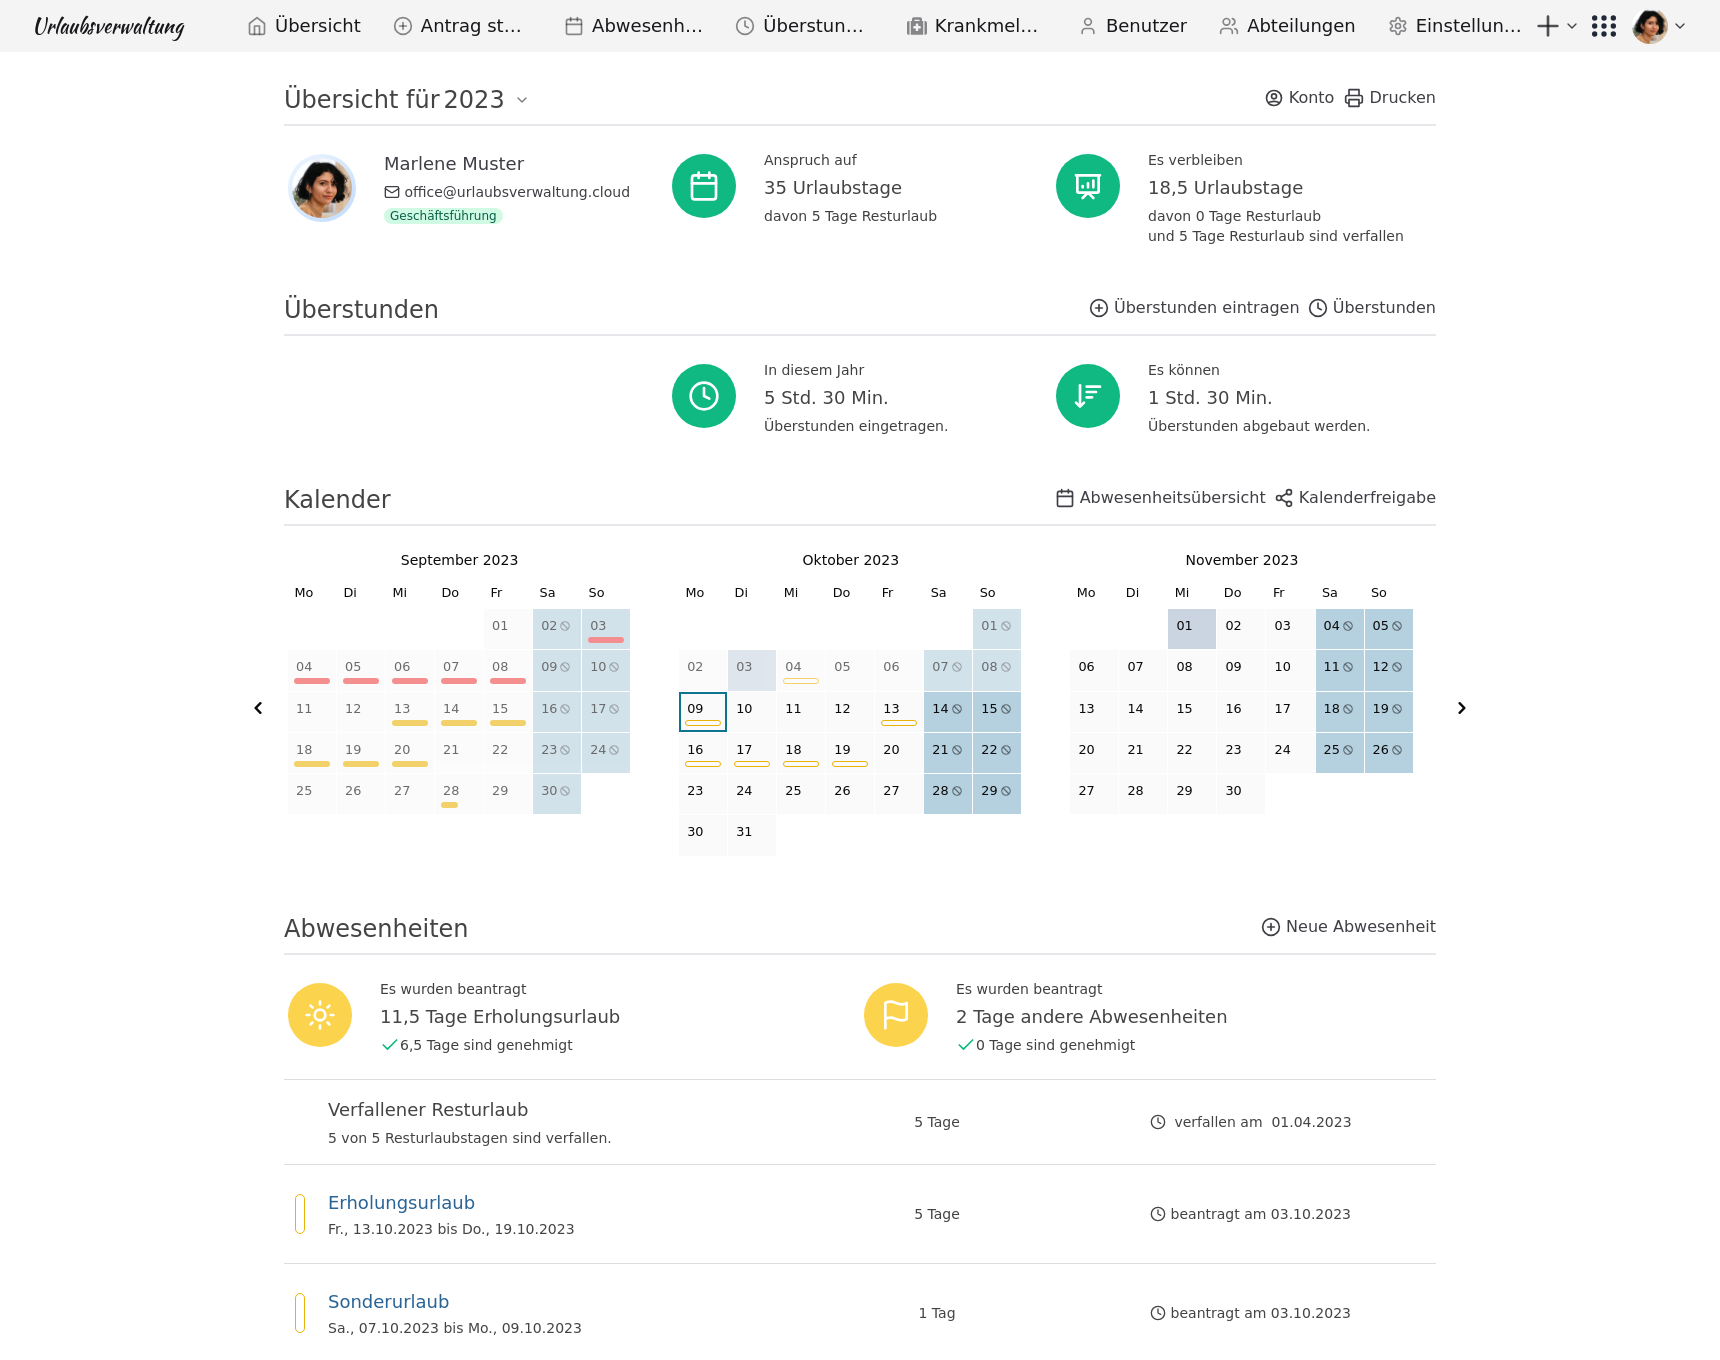 Urlaubsverwaltung Übersicht Antrag st... Abwesenh... Überstun... Krankmel... Benutzer Abteilungen Einstellun...
Übersicht für 2023 Konto Drucken
Marlene Muster
office@urlaubsverwaltung.cloud
Geschäftsführung
Anspruch auf
35 Urlaubstage
davon 5 Tage Resturlaub
Es verbleiben
18,5 Urlaubstage
davon 0 Tage Resturlaub
und 5 Tage Resturlaub sind verfallen
Überstunden Überstunden eintragen Überstunden
In diesem Jahr
5 Std. 30 Min.
Überstunden eingetragen.
Es können
1 Std. 30 Min.
Überstunden abgebaut werden.
Kalender Abwesenheitsübersicht Kalenderfreigabe
September 2023
Mo Di Mi Do Fr Sa So
01 02 03
04 05 06 07 08 09 10
11 12 13 14 15 16 17
18 19 20 21 22 23 24
25 26 27 28 29 30
Oktober 2023
Mo Di Mi Do Fr Sa So
01
02 03 04 05 06 07 08
09 10 11 12 13 14 15
16 17 18 19 20 21 22
23 24 25 26 27 28 29
30 31
November 2023
Mo Di Mi Do Fr Sa So
01 02 03 04 05
06 07 08 09 10 11 12
13 14 15 16 17 18 19
20 21 22 23 24 25 26
27 28 29 30
Abwesenheiten Neue Abwesenheit
Es wurden beantragt
11,5 Tage Erholungsurlaub
6,5 Tage sind genehmigt
Es wurden beantragt
2 Tage andere Abwesenheiten
0 Tage sind genehmigt
Verfallener Resturlaub
5 von 5 Resturlaubstagen sind verfallen.
5 Tage
verfallen am 01.04.2023
Erholungsurlaub
Fr., 13.10.2023 bis Do., 19.10.2023
5 Tage
beantragt am 03.10.2023
Sonderurlaub
Sa., 07.10.2023 bis Mo., 09.10.2023
1 Tag
beantragt am 03.10.2023